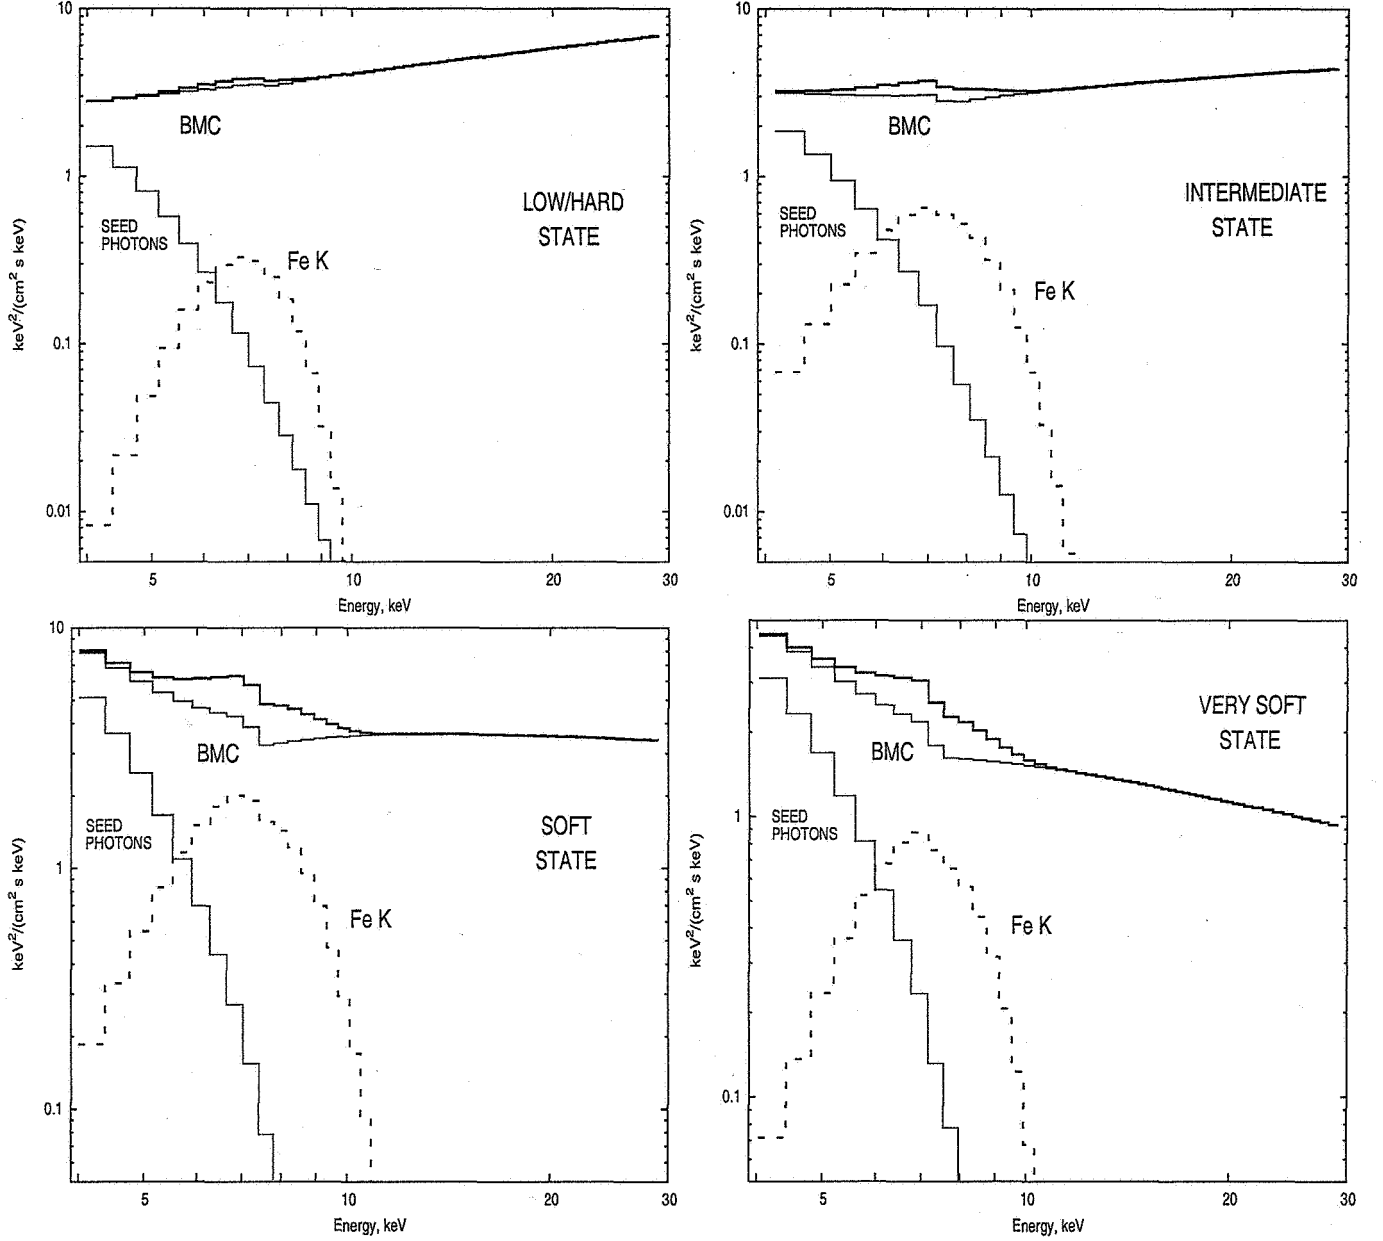 10
1
0.1
0.01
keV2/(cm2 s keV)
BMC
SEED
PHOTONS
Fe K
LOW/HARD
STATE
5
10
20
30
Energy, keV
10
1
0.1
0.01
keV2/(cm2 s keV)
BMC
SEED
PHOTONS
Fe K
INTERMEDIATE
STATE
5
10
20
30
Energy, keV
10
1
0.1
keV2/(cm2 s keV)
BMC
SEED
PHOTONS
Fe K
SOFT
STATE
5
10
20
30
Energy, keV
1
0.1
keV2/(cm2 s keV)
BMC
SEED
PHOTONS
Fe K
VERY SOFT
STATE
5
10
20
30
Energy, keV